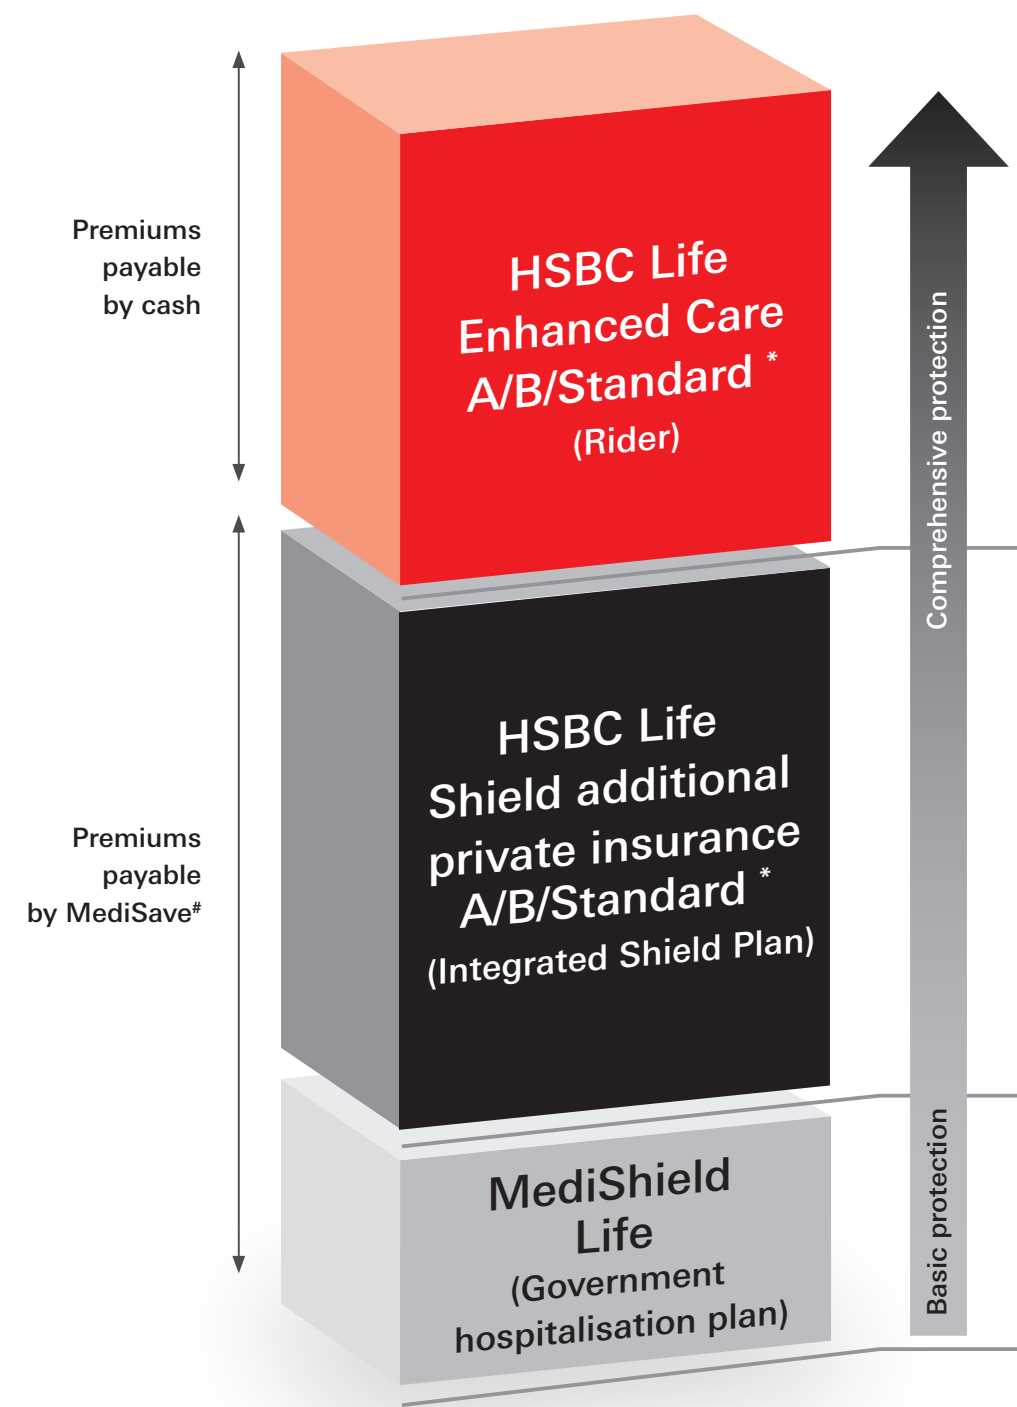 Premiums
payable
by cash
HSBC Life
Enhanced Care
A/B/Standard *
(Rider)
Comprehensive protection
Premiums
payable
by MediSave#
HSBC Life
Shield additional
private insurance
A/B/Standard *
(Integrated Shield Plan)
MediShield
Life
(Government
hospitalisation plan)
Basic protection